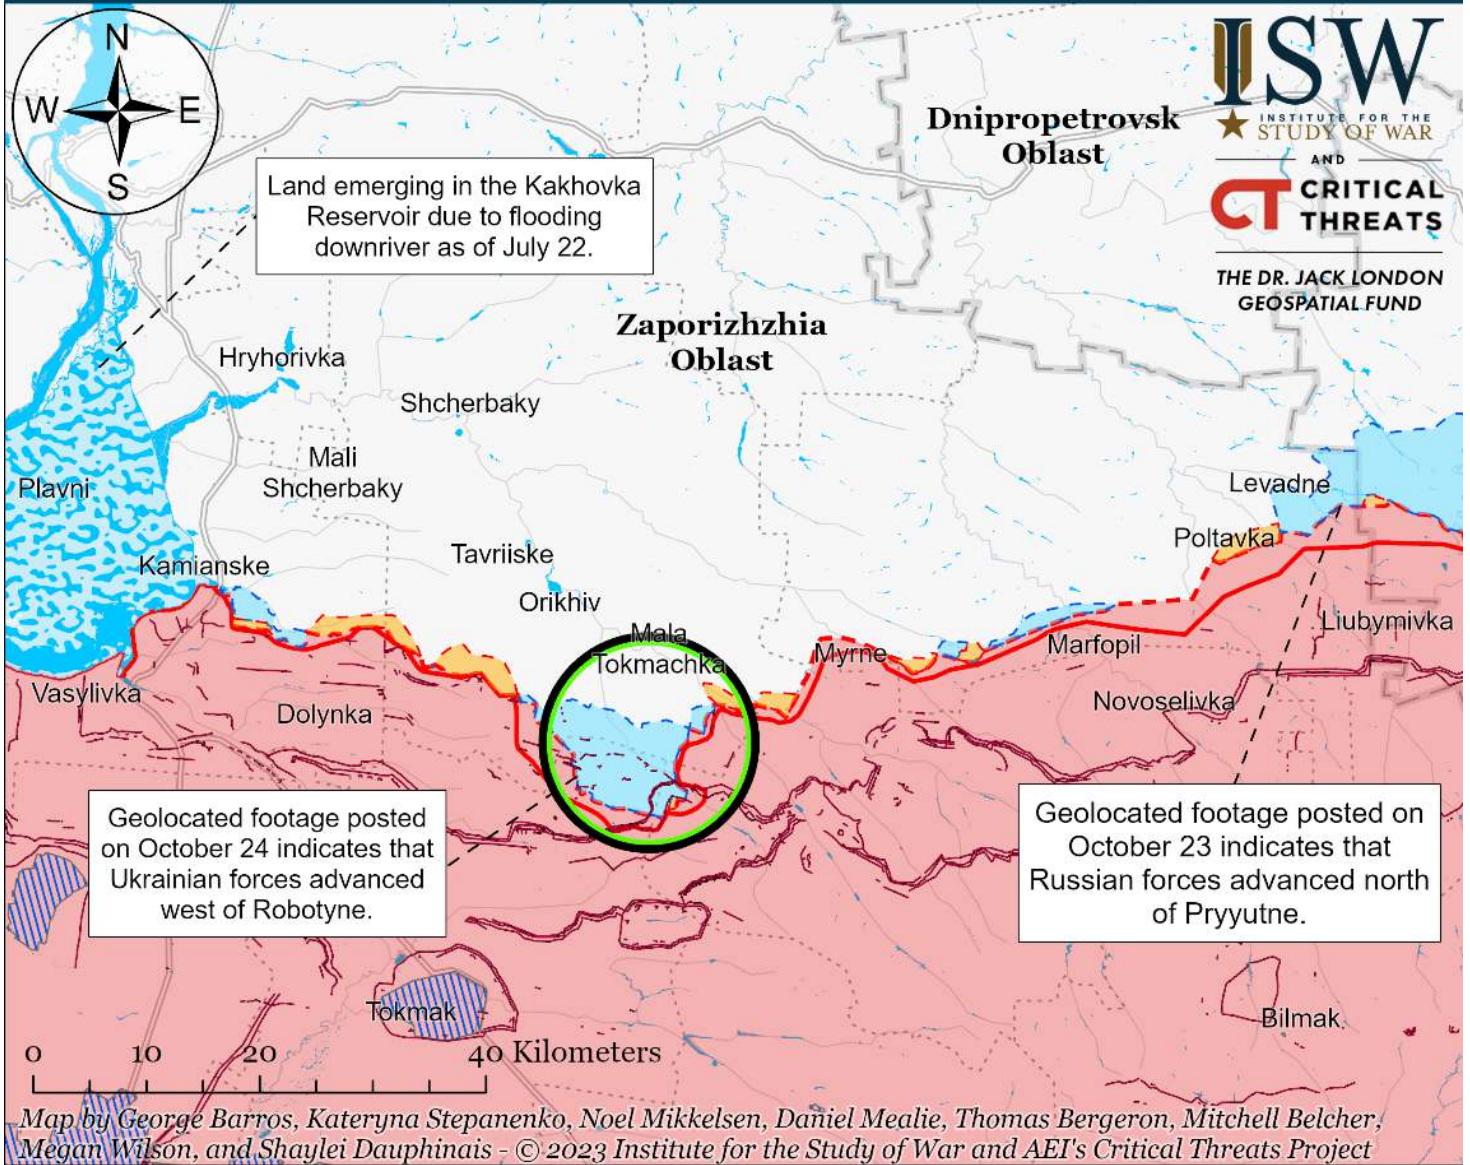 N
W E
S
ISW
INSTITUTE FOR THE
STUDY OF WAR
AND
CT CRITICAL
THREATS
THE DR. JACK LONDON
GEOSPATIAL FUND
Dnipropetrovsk
Oblast
Land emerging in the Kakhovka
Reservoir due to flooding
downriver as of July 22.
Zaporizhzhia
Oblast
Hryhorivka
Shcherbaky
Mali
Shcherbaky
Plavni
Levadne
Poltavka
Tavriiske
Kamianske
Orikhiv
Mala
Tokmachka
Myrne
Marfopil
Liubymivka
Vasylivka
Dolynka
Novoselivka
Geolocated footage posted
on October 24 indicates that
Ukrainian forces advanced
west of Robotyne.
Geolocated footage posted on
October 23 indicates that
Russian forces advanced north
of Pryyutne.
Tokmak
Bilmak
0 10 20 40 Kilometers
Map by George Barros, Kateryna Stepanenko, Noel Mikkelsen, Daniel Mealie, Thomas Bergeron, Mitchell Belcher,
Megan Wilson, and Shaylei Dauphinais - © 2023 Institute for the Study of War and AEI's Critical Threats Project